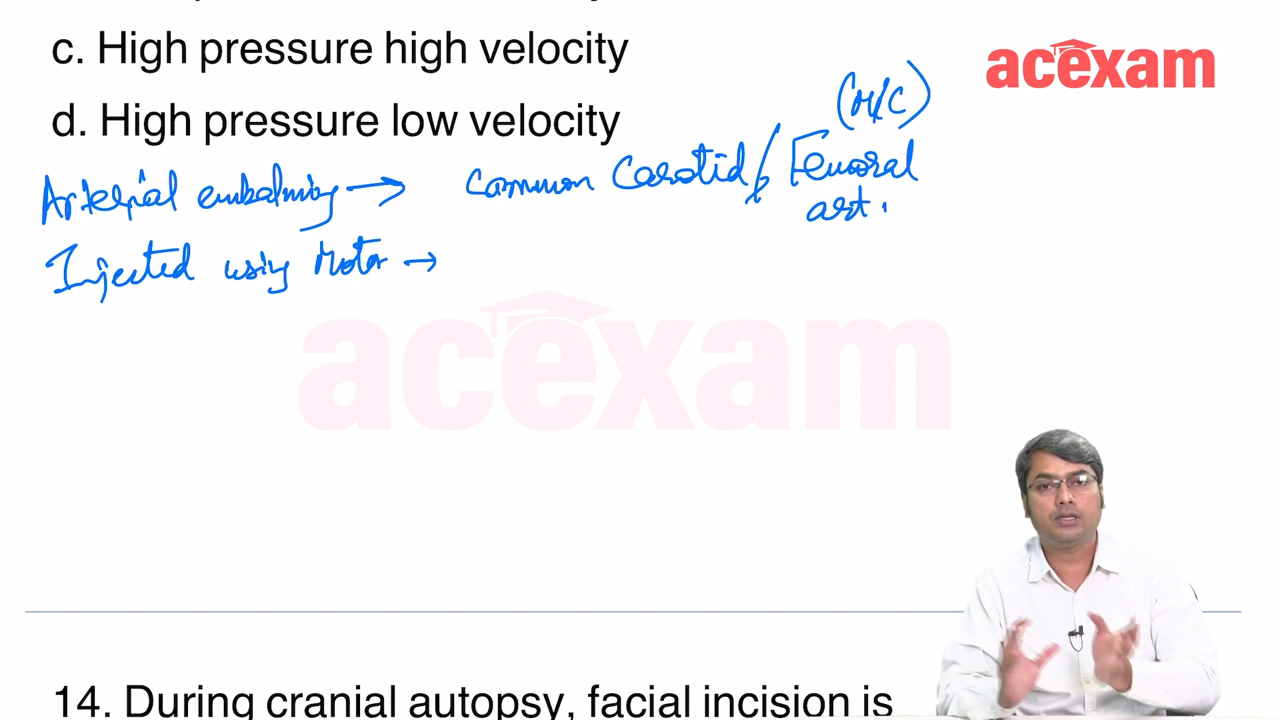 c. High pressure high velocity
acexam
d. High pressure low velocity
(M/C)
Arterial embalming → Common Carotid / Femoral
art.
Injected using Motor →
acexam
14. During cranial autopsy, facial incision is